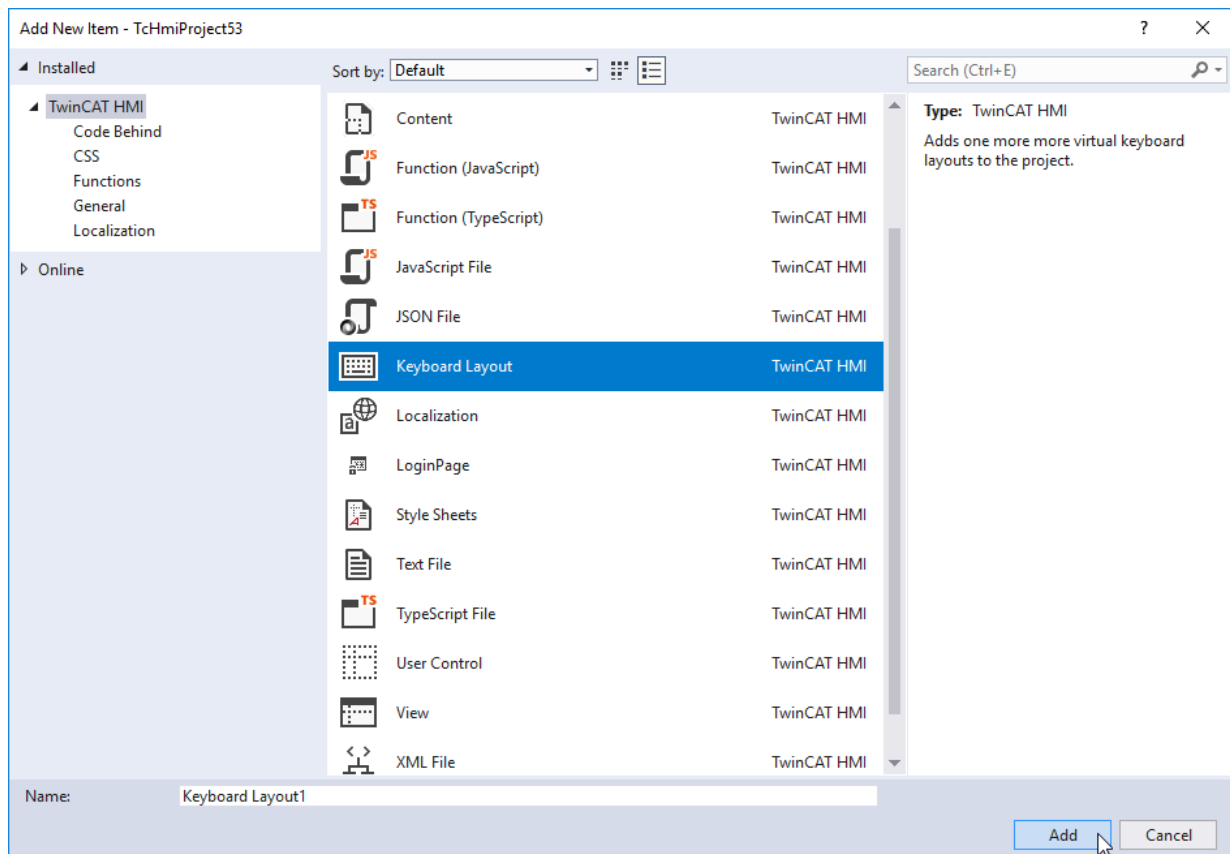 Add New Item - TcHmiProject53
?
Installed
TwinCAT HMI
Code Behind
CSS
Functions
General
Localization
Online
Sort by: Default
Content TwinCAT HMI
JS
Function (JavaScript) TwinCAT HMI
TS
Function (TypeScript) TwinCAT HMI
JS
JavaScript File TwinCAT HMI
JSON File TwinCAT HMI
Keyboard Layout TwinCAT HMI
a
Localization TwinCAT HMI
LoginPage TwinCAT HMI
A
Style Sheets TwinCAT HMI
Text File TwinCAT HMI
TS
TypeScript File TwinCAT HMI
User Control TwinCAT HMI
View TwinCAT HMI
XML File TwinCAT HMI
Search (Ctrl+E)
Type: TwinCAT HMI
Adds one more more virtual keyboard
layouts to the project.
Name: Keyboard Layout1
Add Cancel